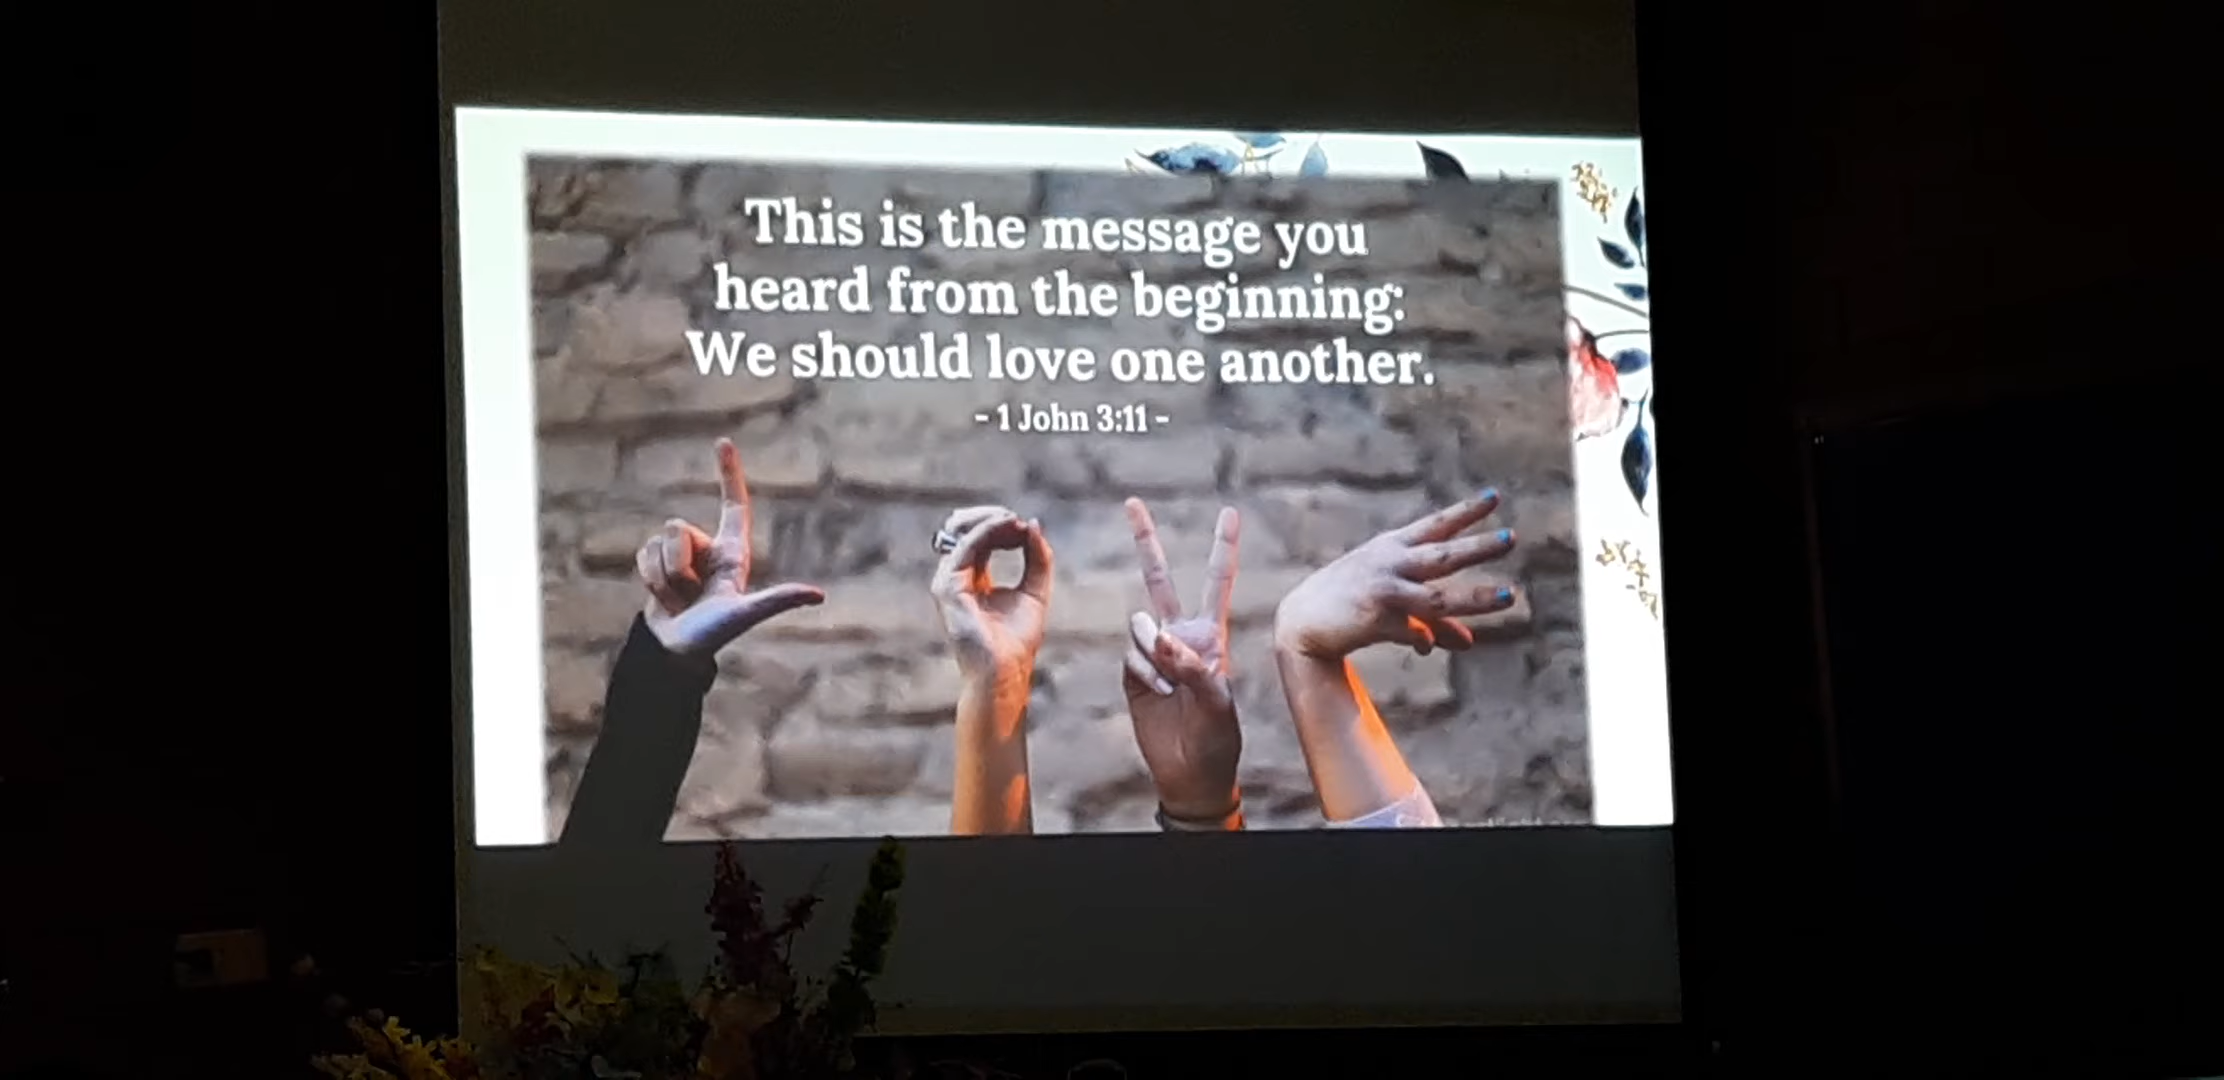 This is the message you
heard from the beginning:
We should love one another.
- 1 John 3:11 -